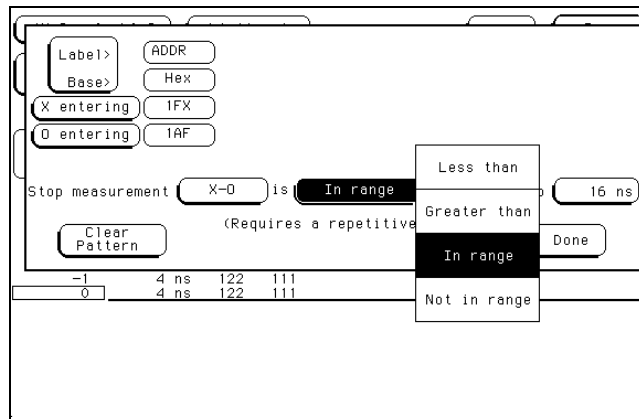 Label> ADDR
Base> Hex
X entering 1FX
O entering 1AF
Stop measurement X-O is In range 16 ns
(Requires a repetitive
Clear
Pattern
Less than
Greater than
In range
Not in range
Done
-1 4 ns 122 111
0 4 ns 122 111